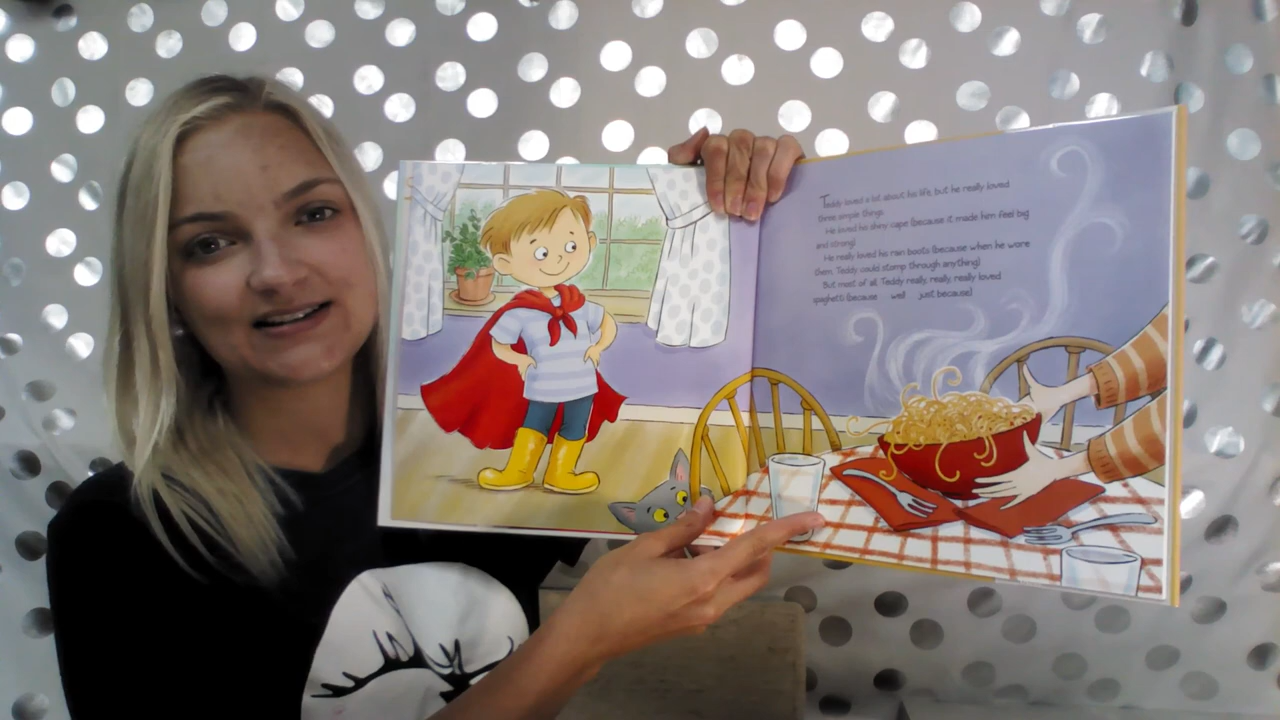 Teddy loved a lot about his life, but he really loved
three simple things.
He loved his shiny cape (because it made him feel big
and strong)
He really loved his rain boots (because when he wore
them, Teddy could stomp through anything)
But most of all Teddy really, really, really loved
spaghetti (because well just because)